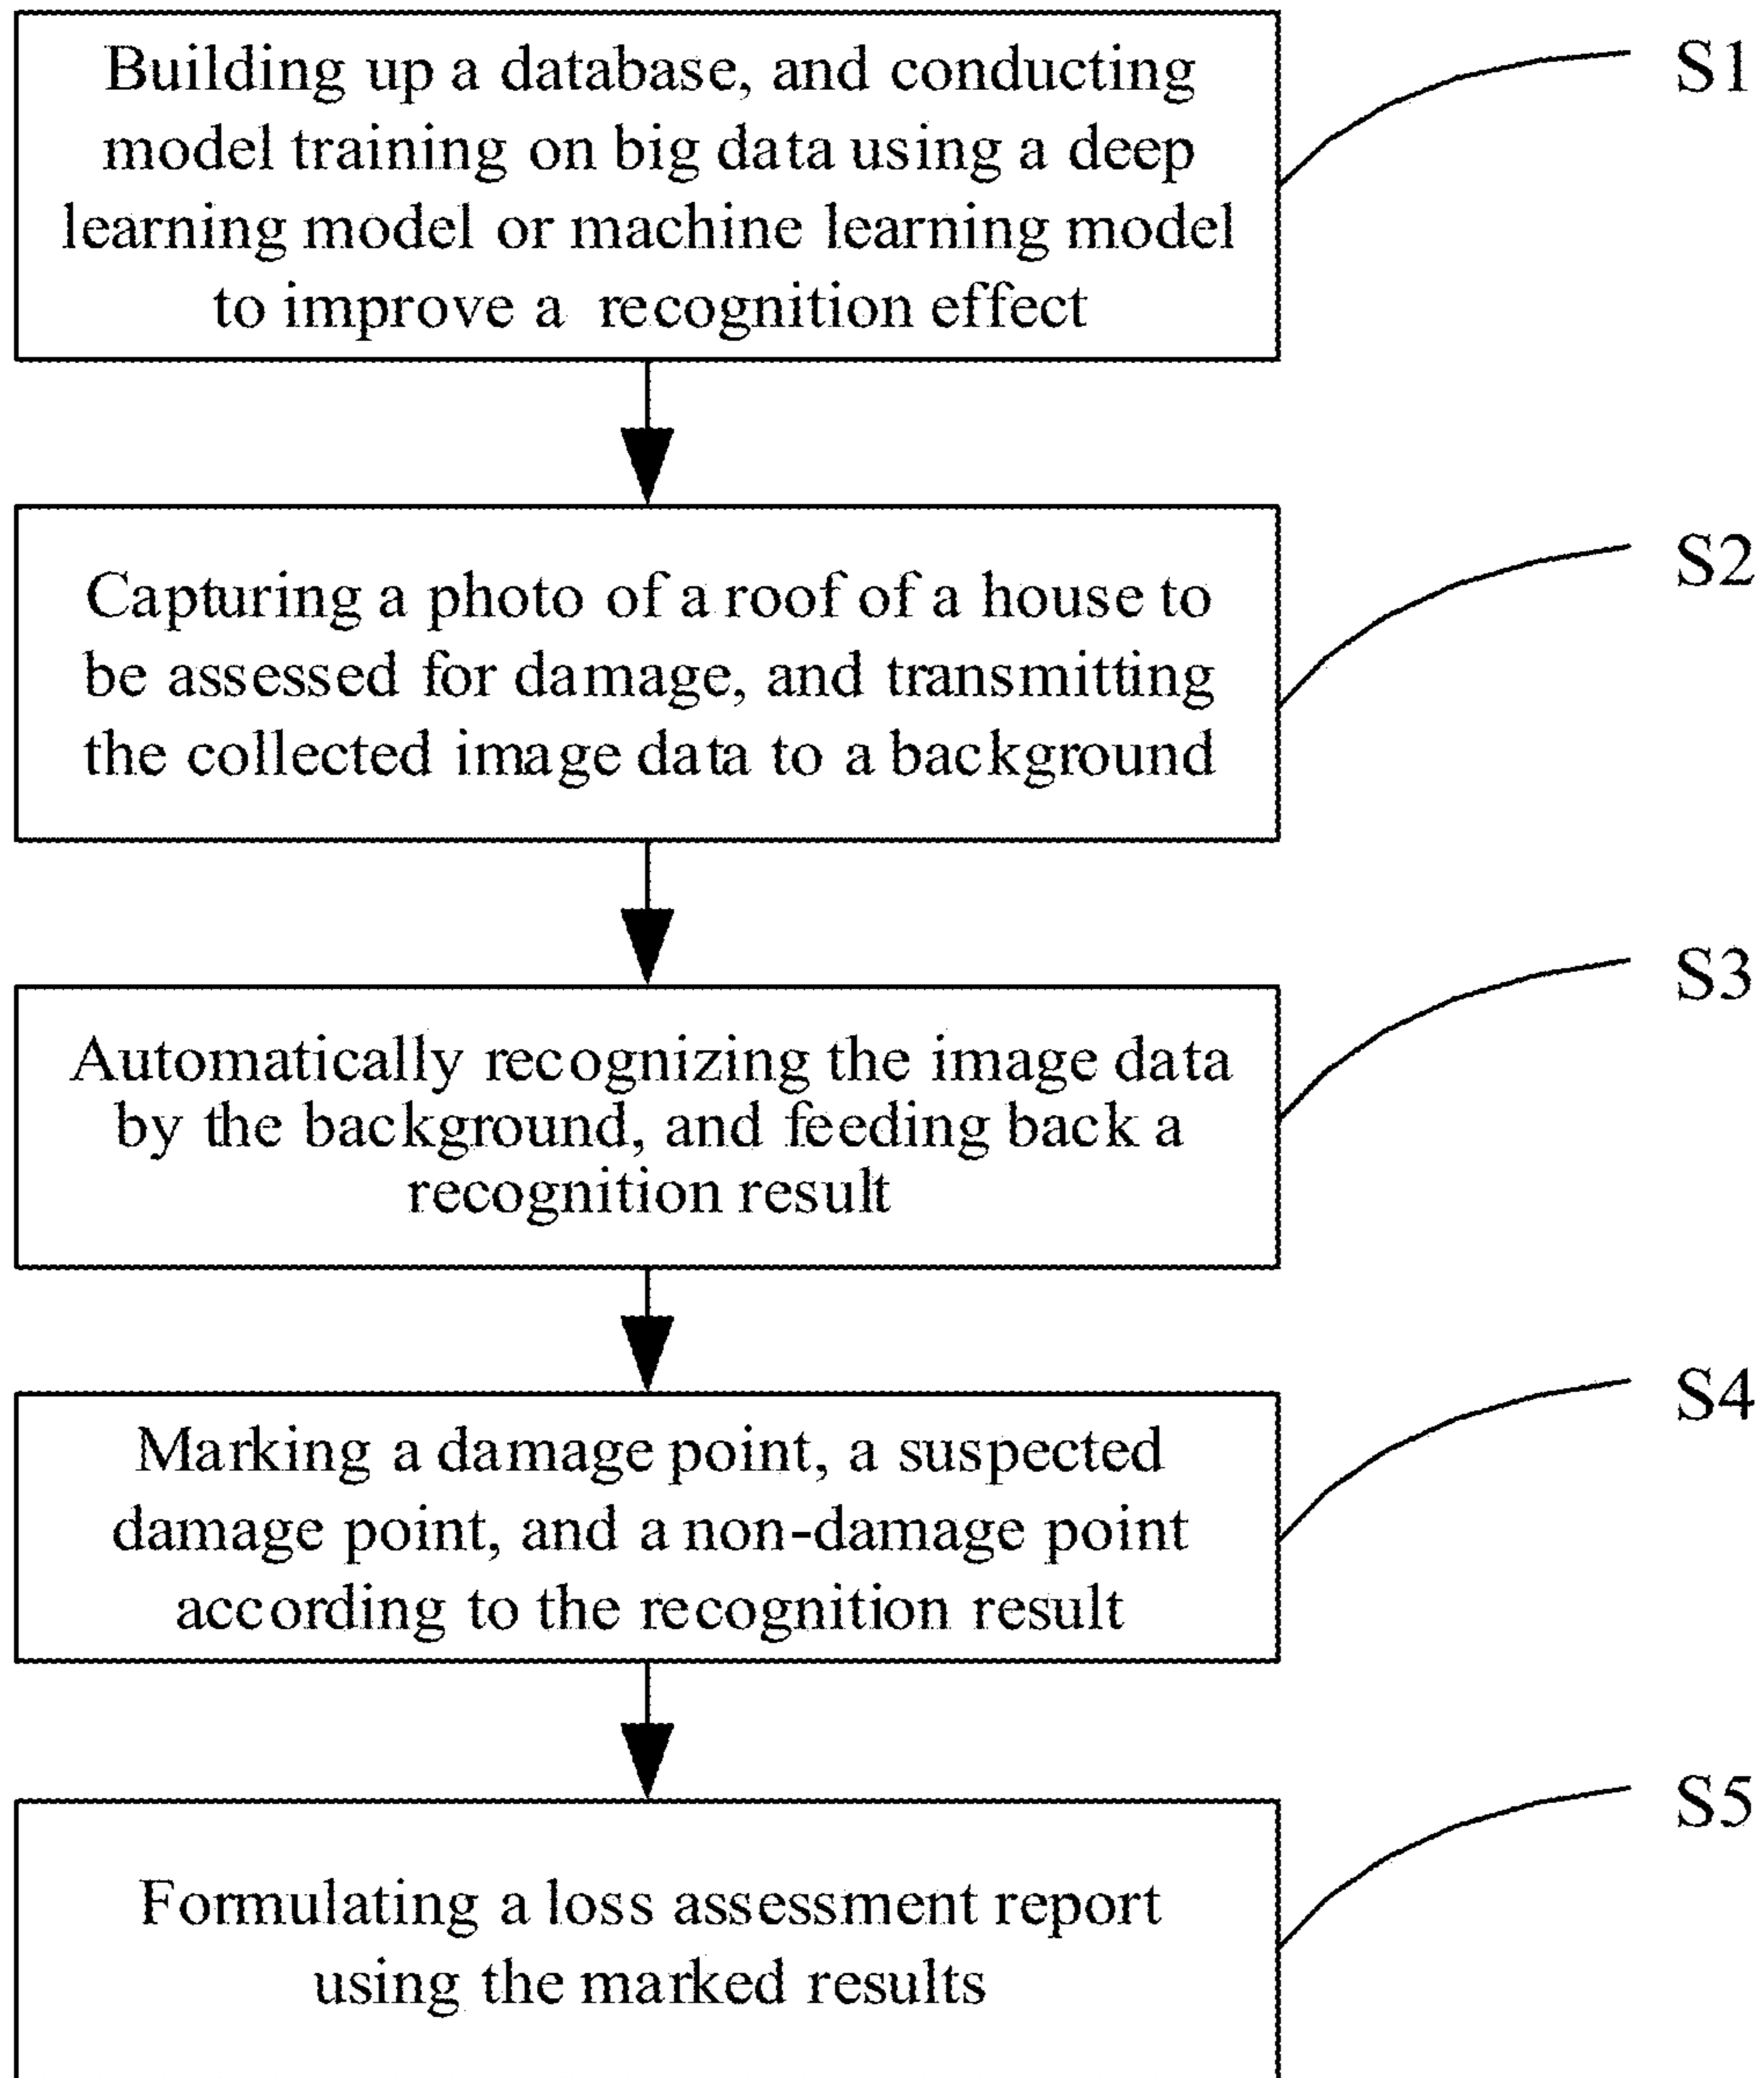 Building up a database, and conducting
model training on big data using a deep
learning model or machine learning model
to improve a recognition effect
S1
Capturing a photo of a roof of a house to
be assessed for damage, and transmitting
the collected image data to a background
S2
Automatically recognizing the image data
by the background, and feeding back a
recognition result
S3
Marking a damage point, a suspected
damage point, and a non-damage point
according to the recognition result
S4
Formulating a loss assessment report
using the marked results
S5